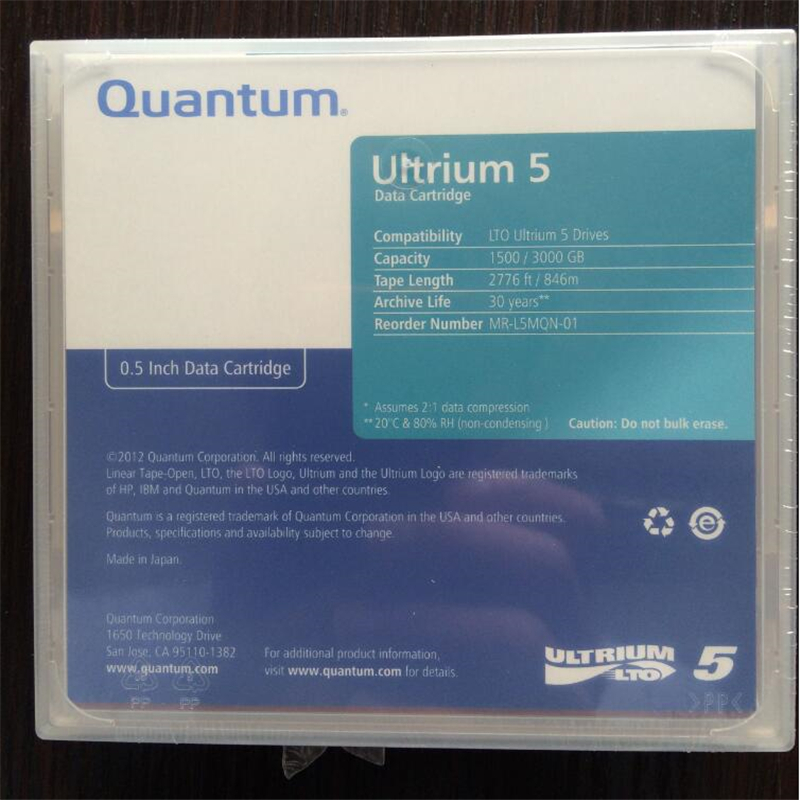 Quantum®
Ultrium 5
Data Cartridge
Compatibility LTO Ultrium 5 Drives
Capacity 1500 / 3000 GB
Tape Length 2776 ft / 846m
Archive Life 30 years**
Reorder Number MR-L5MQN-01
0.5 Inch Data Cartridge
* Assumes 2:1 data compression
**20°C & 80% RH (non-condensing) Caution: Do not bulk erase.
©2012 Quantum Corporation. All rights reserved.
Linear Tape-Open, LTO, the LTO Logo, Ultrium and the Ultrium Logo are registered trademarks
of HP, IBM and Quantum in the USA and other countries.
Quantum is a registered trademark of Quantum Corporation in the USA and other countries.
Products, specifications and availability subject to change.
Made in Japan.
Quantum Corporation
1650 Technology Drive
San Jose, CA 95110-1382
www.quantum.com
For additional product information,
visit www.quantum.com for details.
ULTRIUM
LTO
5
PP PP
>PP<